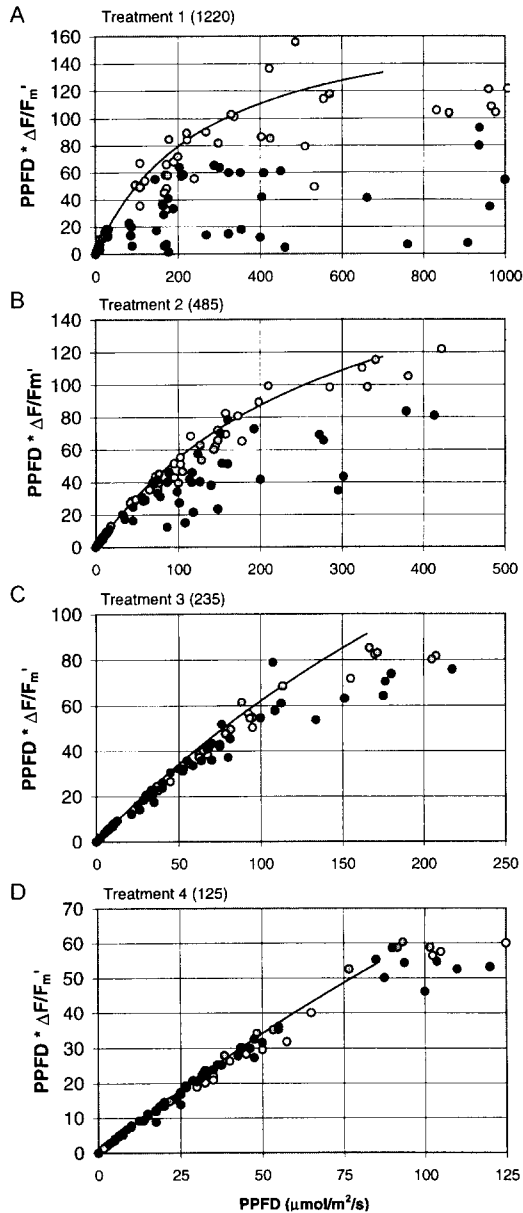 A
Treatment 1 (1220)
PPFD * ΔF/Fm'
160
140
120
100
80
60
40
20
0
0 200 400 600 800 1000
B
Treatment 2 (485)
PPFD * ΔF/Fm'
140
120
100
80
60
40
20
0
0 100 200 300 400 500
C
Treatment 3 (235)
PPFD * ΔF/Fm'
100
80
60
40
20
0
0 50 100 150 200 250
D
Treatment 4 (125)
PPFD * ΔF/Fm'
70
60
50
40
30
20
10
0
0 25 50 75 100 125
PPFD (μmol/m²/s)